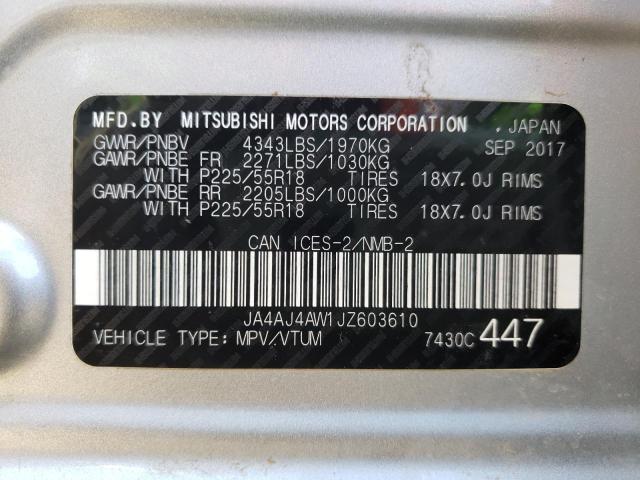 MFD.BY MITSUBISHI MOTORS CORPORATION , JAPAN
GVWR/PNBV 4343LBS/1970KG SEP 2017
GAWR/PNBE FR 2271LBS/1030KG
WITH P225/55R18 TIRES 18X7.0J RIMS
GAWR/PNBE RR 2205LBS/1000KG
WITH P225/55R18 TIRES 18X7.0J RIMS
CAN ICES-2/NMB-2
JA4AJ4AW1JZ603610
VEHICLE TYPE: MPV/VTUM 7430C 447